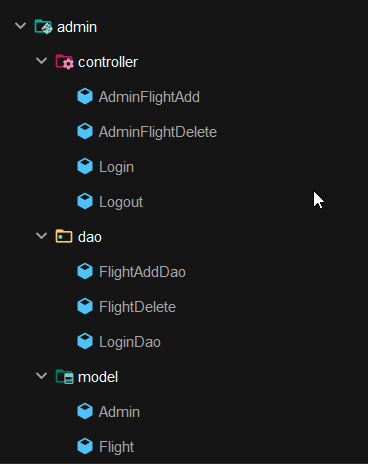 admin
controller
AdminFlightAdd
AdminFlightDelete
Login
Logout
dao
FlightAddDao
FlightDelete
LoginDao
model
Admin
Flight